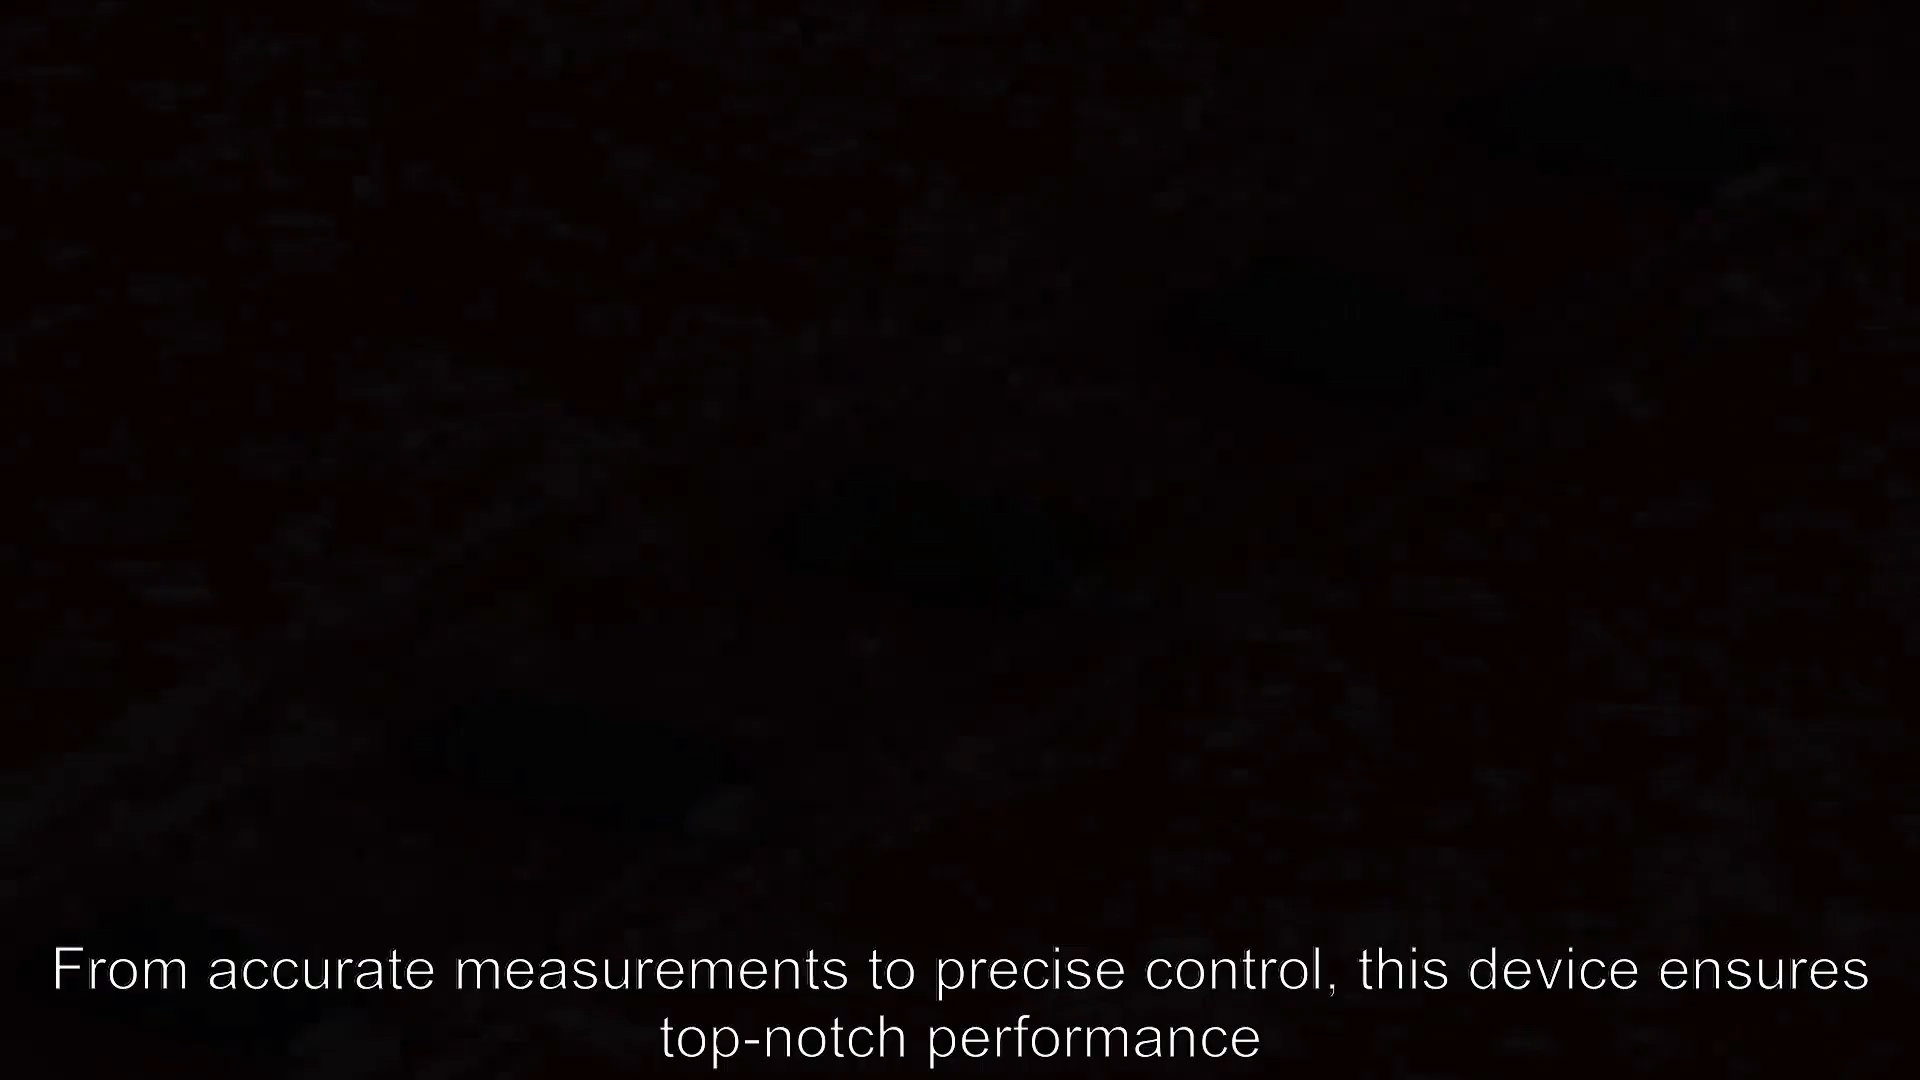 From accurate measurements to precise control, this device ensures
top-notch performance